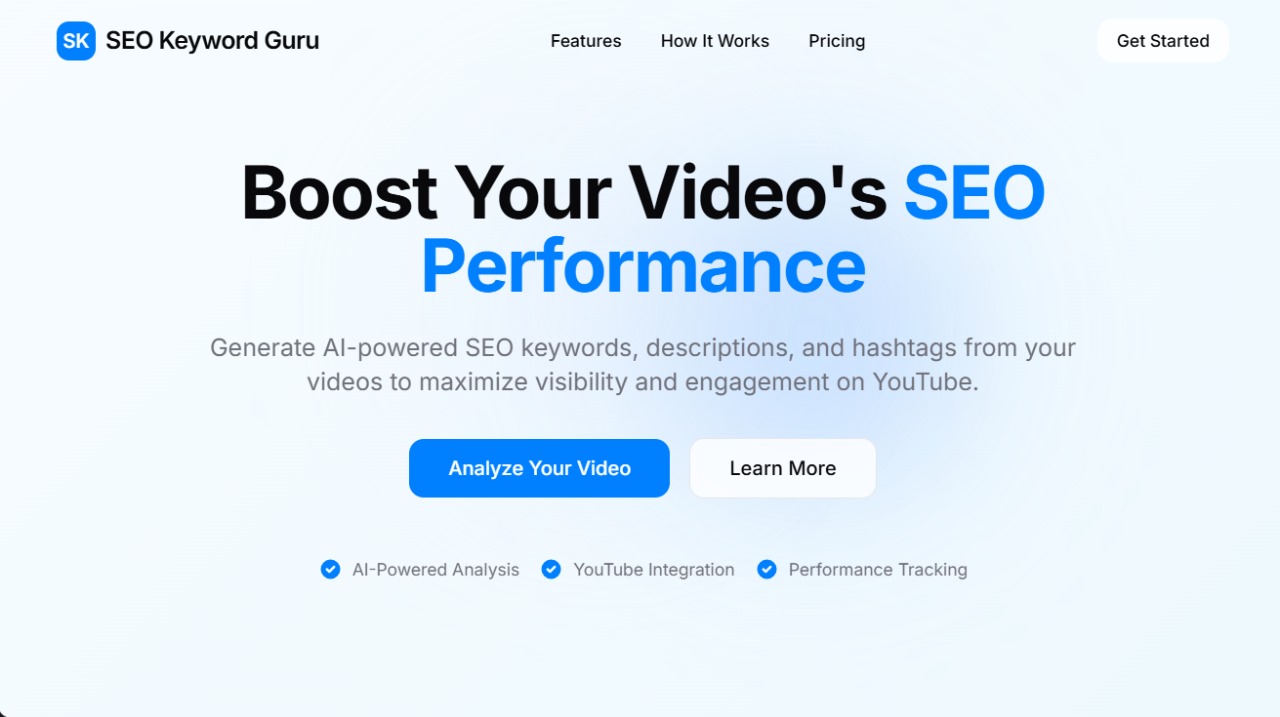 SK SEO Keyword Guru
Features How It Works Pricing
Get Started
Boost Your Video's SEO
Performance
Generate AI-powered SEO keywords, descriptions, and hashtags from your
videos to maximize visibility and engagement on YouTube.
Analyze Your Video
Learn More
AI-Powered Analysis YouTube Integration Performance Tracking